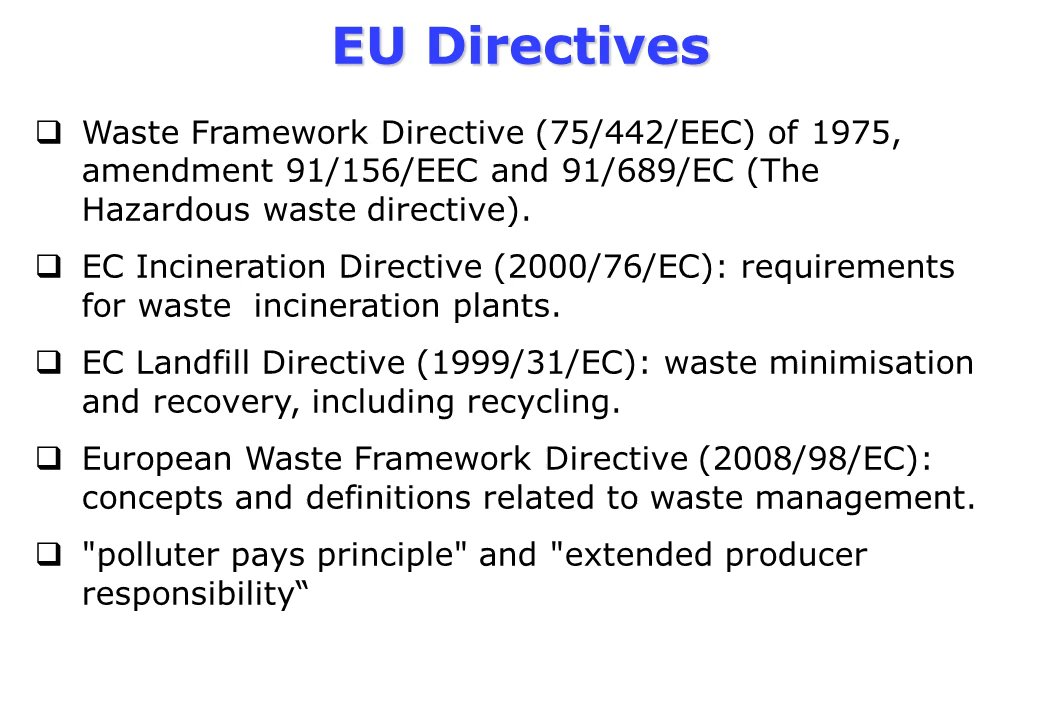 EU Directives
❑ Waste Framework Directive (75/442/EEC) of 1975,
amendment 91/156/EEC and 91/689/EC (The
Hazardous waste directive).
❑ EC Incineration Directive (2000/76/EC): requirements
for waste  incineration plants.
❑ EC Landfill Directive (1999/31/EC): waste minimisation
and recovery, including recycling.
❑ European Waste Framework Directive (2008/98/EC):
concepts and definitions related to waste management.
❑ "polluter pays principle" and "extended producer
responsibility“